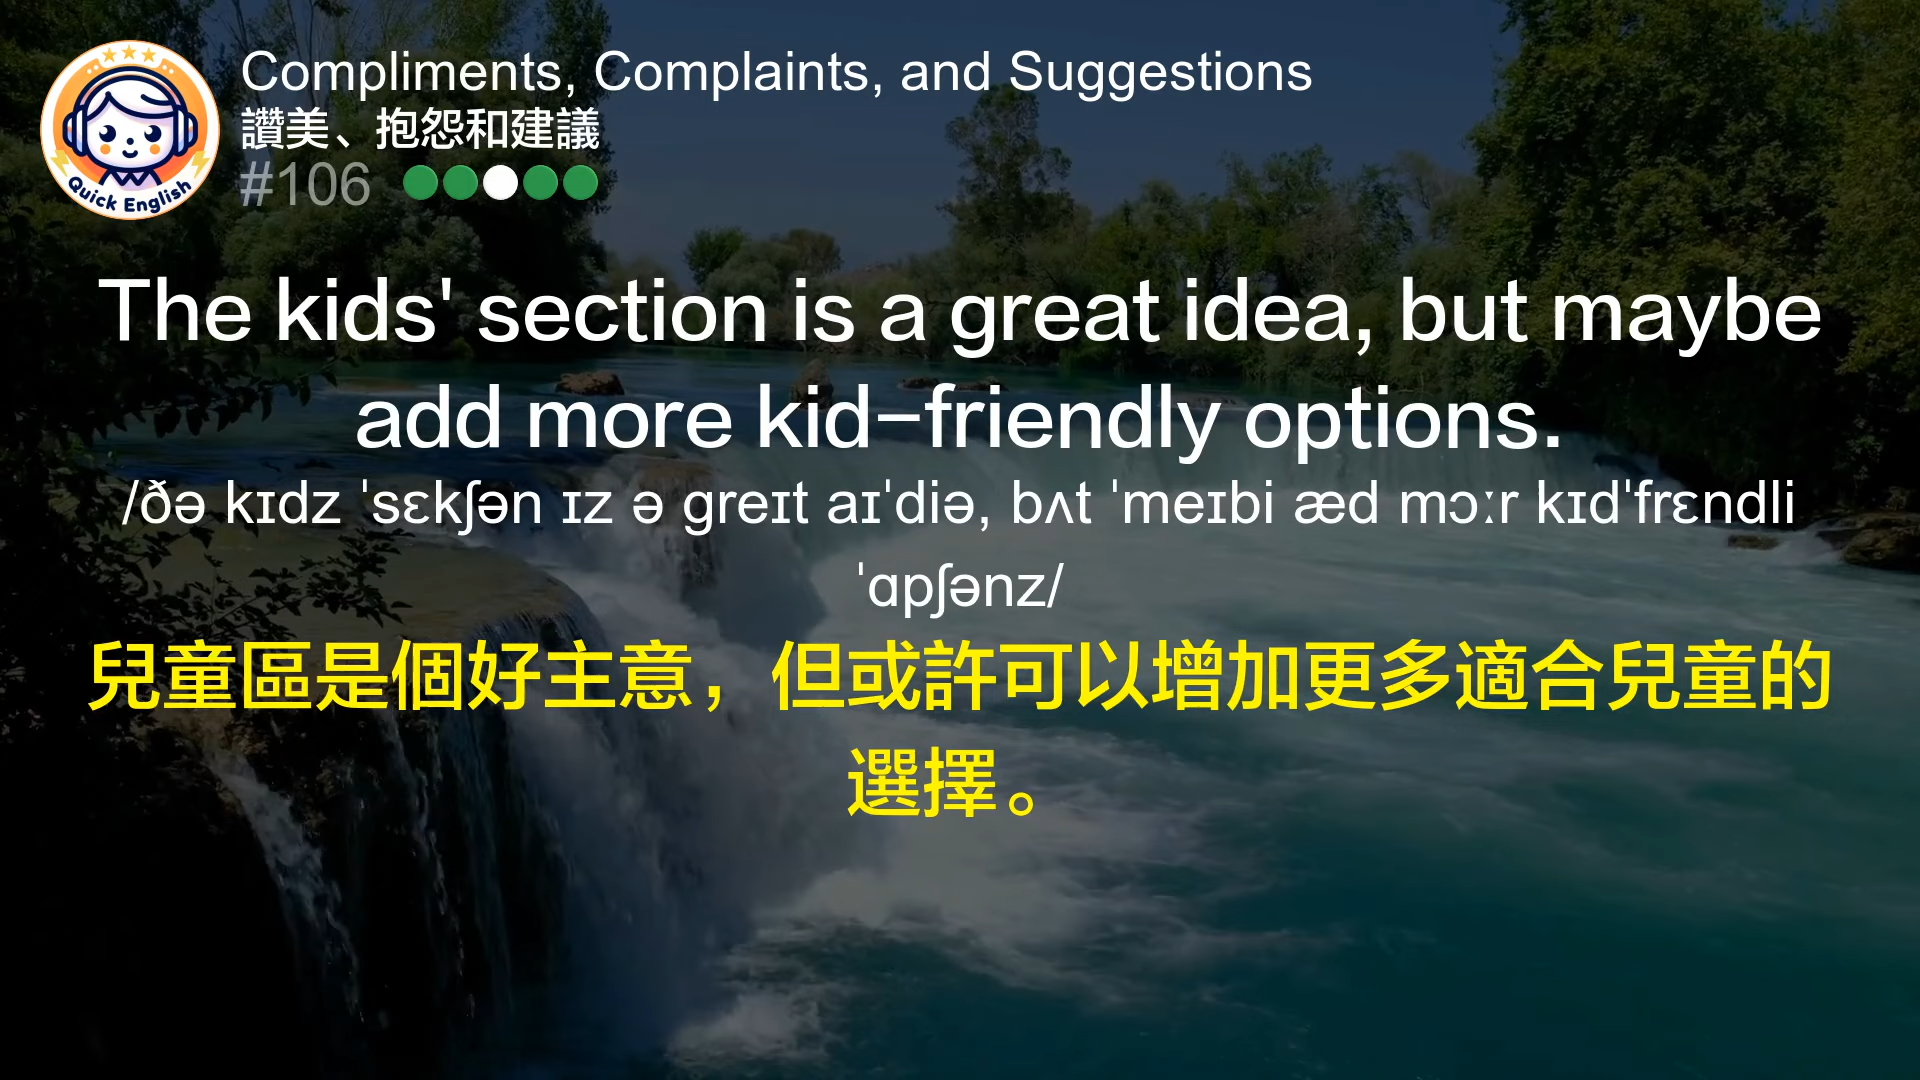 Compliments, Complaints, and Suggestions
讚美、抱怨和建議
#106
Quick English
The kids' section is a great idea, but maybe
add more kid-friendly options.
/ðə kɪdz ˈsɛkʃən ɪz ə greɪt aɪˈdiə, bʌt ˈmeɪbi æd mɔːr kɪdˈfrɛndli
ˈɑpʃənz/
兒童區是個好主意，但或許可以增加更多適合兒童的
選擇。